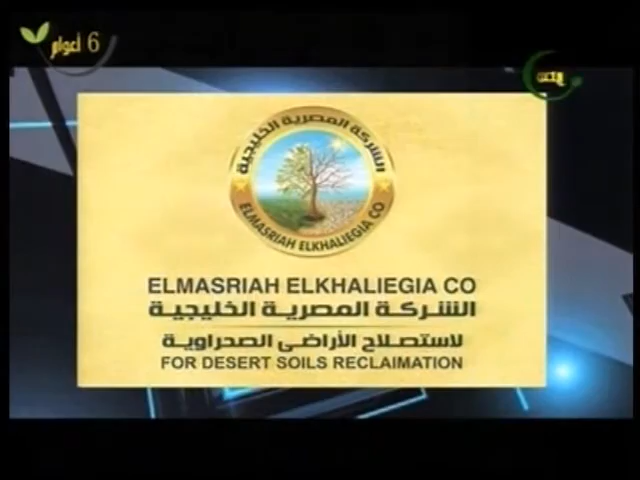 6 أعوام
الشركة المصرية الخليجية
ELMASRIAH ELKHALIEGIA CO
ELMASRIAH ELKHALIEGIA CO
الشركة المصرية الخليجية
لاستصلاح الأراضى الصحراوية
FOR DESERT SOILS RECLAIMATION